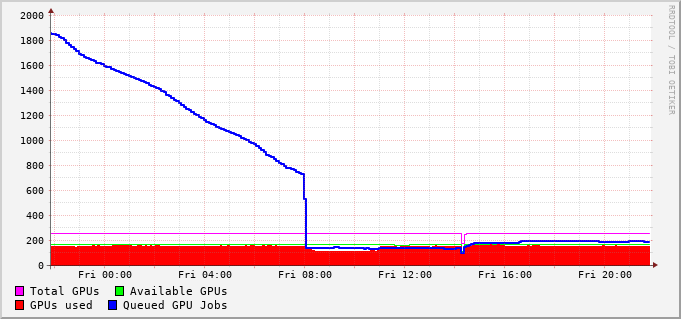 2000
1800
1600
1400
1200
1000
800
600
400
200
0
Fri 00:00 Fri 04:00 Fri 08:00 Fri 12:00 Fri 16:00 Fri 20:00
Total GPUs Available GPUs
GPUs used Queued GPU Jobs
RRDTOOL / TOBI OETIKER